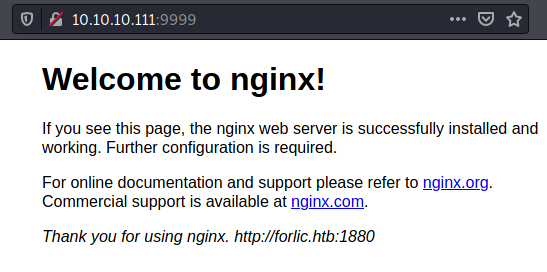 10.10.10.111:9999
Welcome to nginx!
If you see this page, the nginx web server is successfully installed and
working. Further configuration is required.
For online documentation and support please refer to nginx.org.
Commercial support is available at nginx.com.
Thank you for using nginx. http://forlic.htb:1880